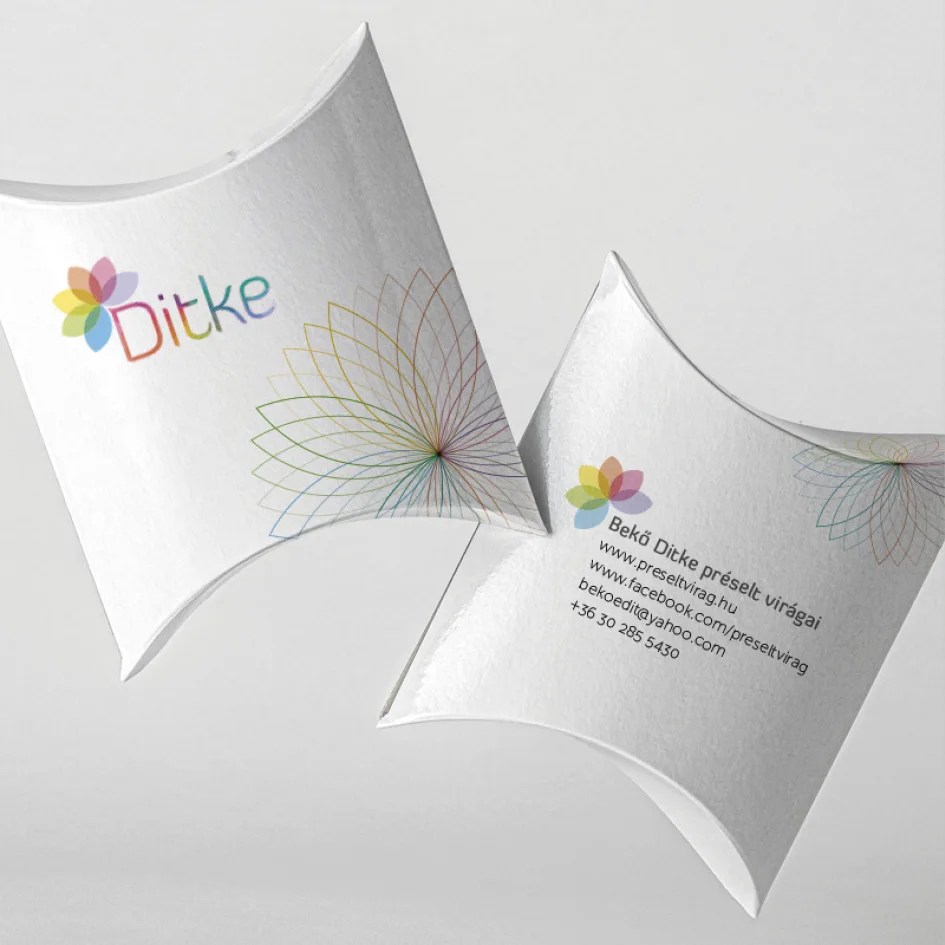 Ditke
Bekő Ditke préselt virágai
www.preseltvirag.hu
www.facebook.com/preseltvirag
bekoedit@yahoo.com
+36 30 285 5430